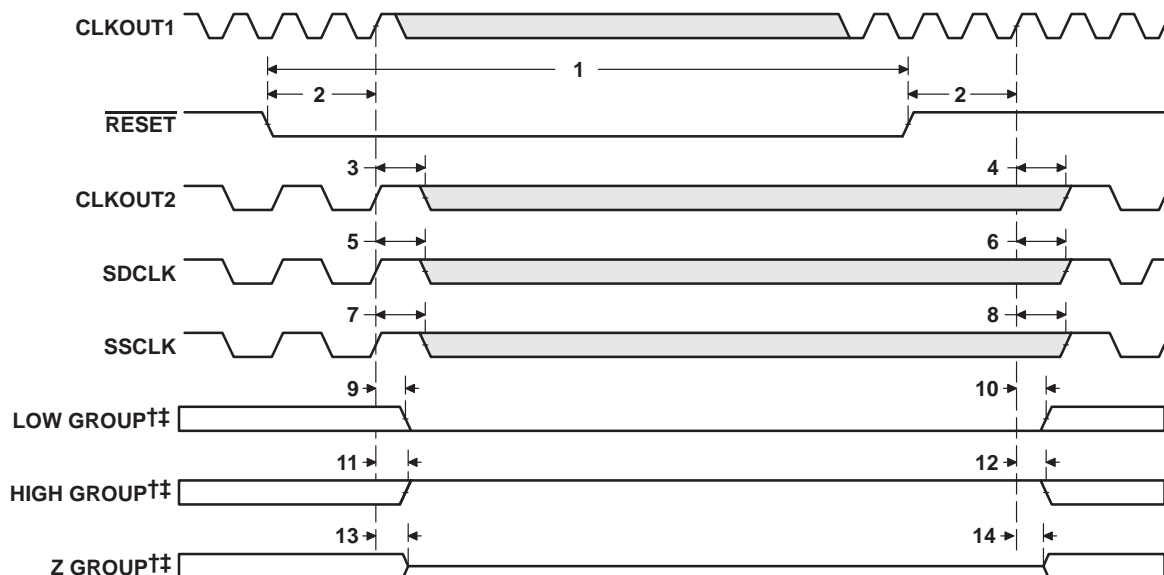 CLKOUT1
1
2 2
RESET
3 4
CLKOUT2
5 6
SDCLK
7 8
SSCLK
9 10
LOW GROUP†‡
11 12
HIGH GROUP†‡
13 14
Z GROUP†‡